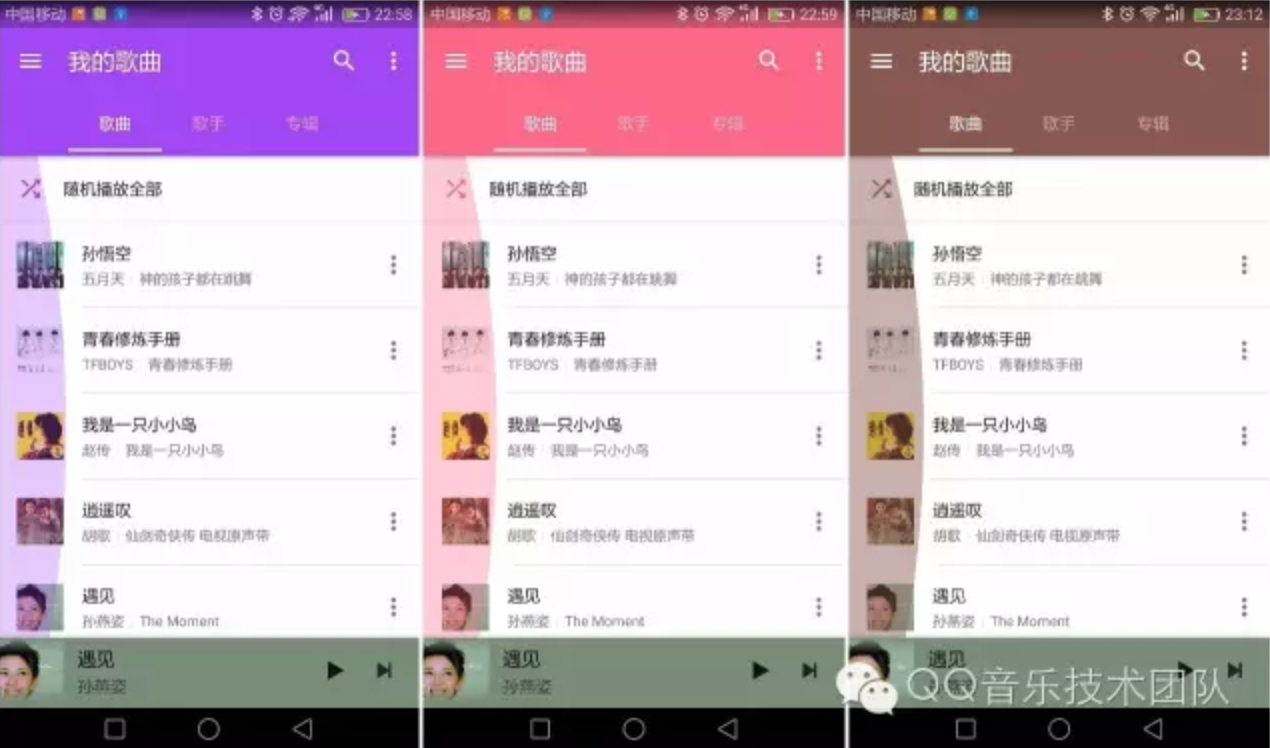 中国移动 22:58
我的歌曲
歌曲 歌手 专辑
随机播放全部
孙悟空
五月天 神的孩子都在跳舞
青春修炼手册
TFBOYS 青春修炼手册
我是一只小小鸟
赵传 我是一只小小鸟
逍遥叹
胡歌 仙剑奇侠传 电视原声带
遇见
孙燕姿 The Moment
遇见
孙燕姿
中国移动 22:59
我的歌曲
歌曲 歌手 专辑
随机播放全部
孙悟空
五月天 神的孩子都在跳舞
青春修炼手册
TFBOYS 青春修炼手册
我是一只小小鸟
赵传 我是一只小小鸟
逍遥叹
胡歌 仙剑奇侠传 电视原声带
遇见
孙燕姿 The Moment
遇见
孙燕姿
中国移动 23:12
我的歌曲
歌曲 歌手 专辑
随机播放全部
孙悟空
五月天 神的孩子都在跳舞
青春修炼手册
TFBOYS 青春修炼手册
我是一只小小鸟
赵传 我是一只小小鸟
逍遥叹
胡歌 仙剑奇侠传 电视原声带
遇见
孙燕姿 The Moment
遇见
孙燕姿
QQ音乐技术团队